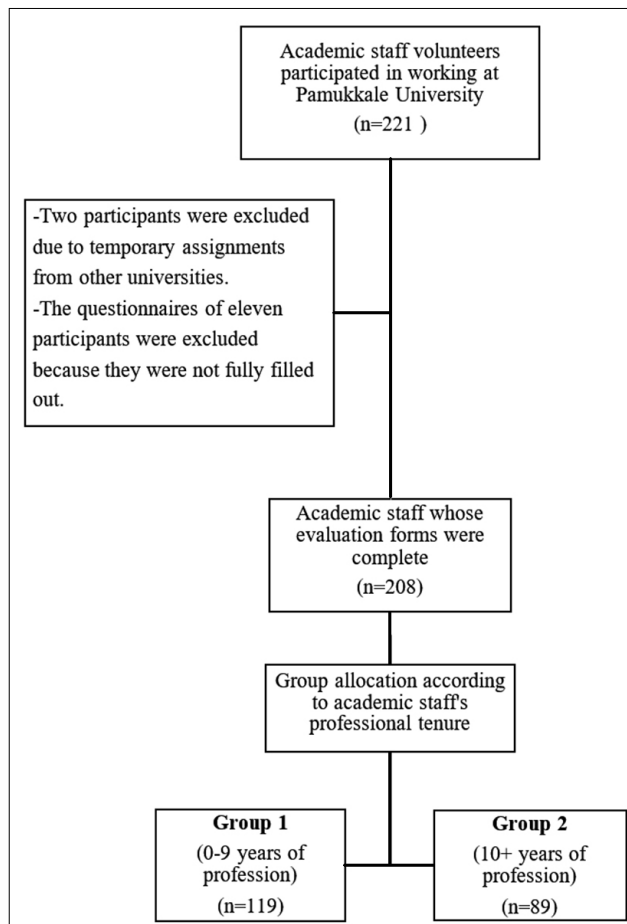 Academic staff volunteers
participated in working at
Pamukkale University
(n=221 )
-Two participants were excluded
due to temporary assignments
from other universities.
-The questionnaires of eleven
participants were excluded
because they were not fully filled
out.
Academic staff whose
evaluation forms were
complete
(n=208)
Group allocation according
to academic staff's
professional tenure
Group 1
(0-9 years of
profession)
(n=119)
Group 2
(10+ years of
profession)
(n=89)